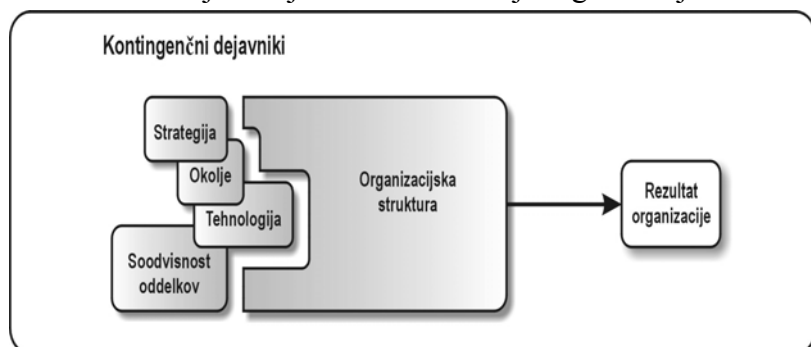 Kontingenčni dejavniki
Strategija
Okolje
Tehnologija
Soodvisnost
oddelkov
Organizacijska
struktura
Rezultat
organizacije